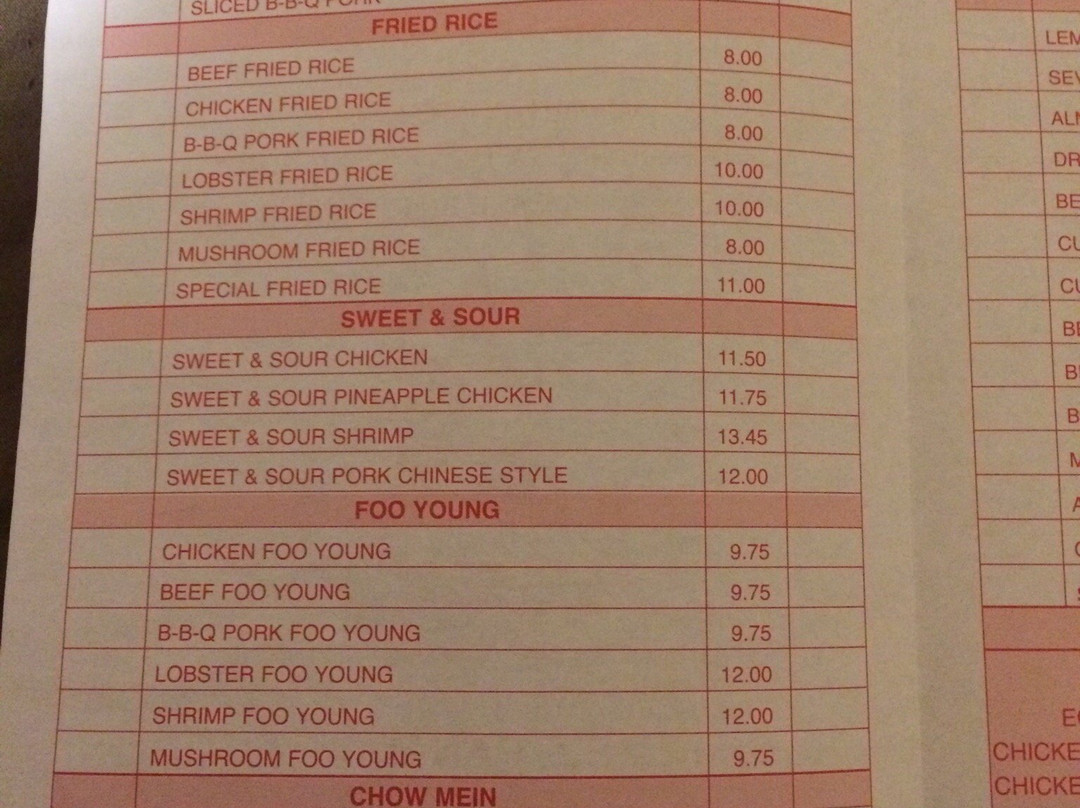 SLICED B-B-Q PORK
FRIED RICE
BEEF FRIED RICE 8.00
CHICKEN FRIED RICE 8.00
B-B-Q PORK FRIED RICE 8.00
LOBSTER FRIED RICE 10.00
SHRIMP FRIED RICE 10.00
MUSHROOM FRIED RICE 8.00
SPECIAL FRIED RICE 11.00
SWEET & SOUR
SWEET & SOUR CHICKEN 11.50
SWEET & SOUR PINEAPPLE CHICKEN 11.75
SWEET & SOUR SHRIMP 13.45
SWEET & SOUR PORK CHINESE STYLE 12.00
FOO YOUNG
CHICKEN FOO YOUNG 9.75
BEEF FOO YOUNG 9.75
B-B-Q PORK FOO YOUNG 9.75
LOBSTER FOO YOUNG 12.00
SHRIMP FOO YOUNG 12.00
MUSHROOM FOO YOUNG 9.75
CHOW MEIN